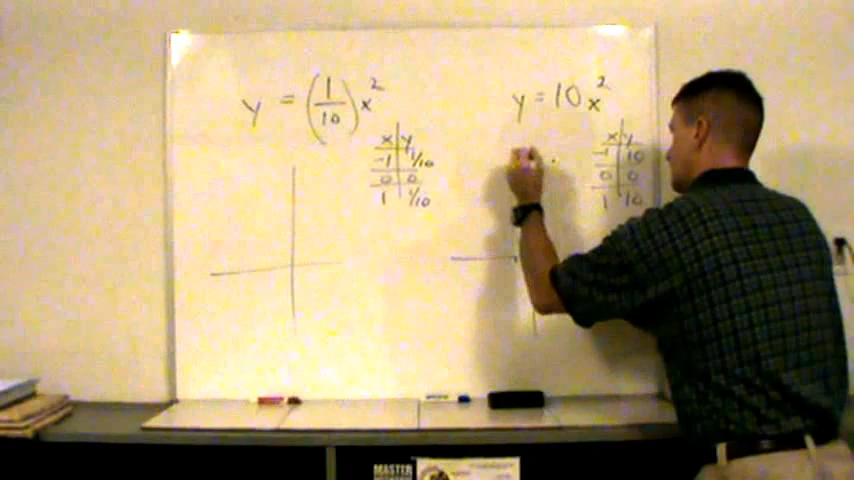 y = (1/10)x²
x y
-1 1/10
0 0
1 1/10
y = 10x²
x y
-1 10
0 0
1 10
MASTER